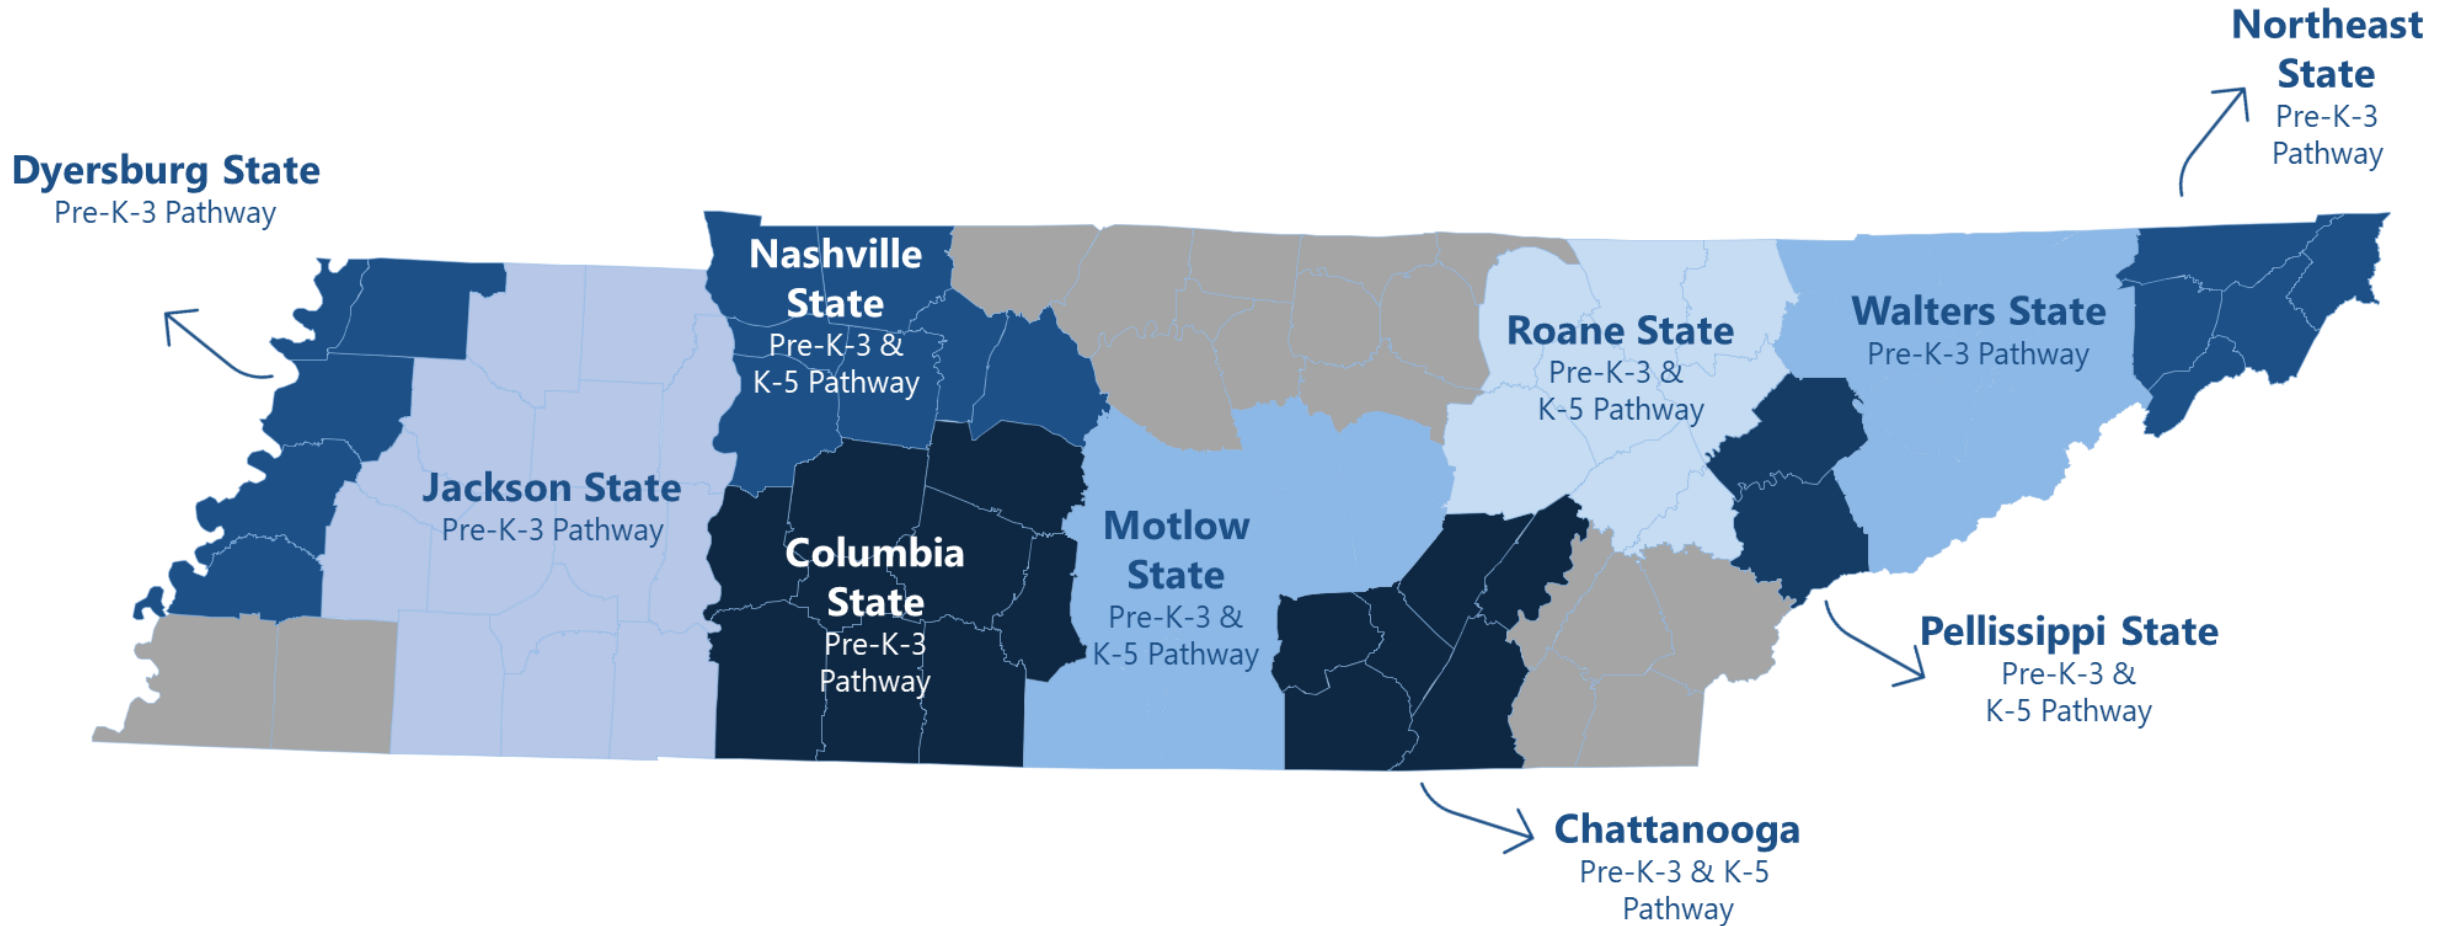 Northeast
State
Pre-K-3
Pathway
Dyersburg State
Pre-K-3 Pathway
Nashville
State
Pre-K-3 &
K-5 Pathway
Walters State
Pre-K-3 Pathway
Roane State
Pre-K-3 &
K-5 Pathway
Jackson State
Pre-K-3 Pathway
Motlow
State
Pre-K-3 &
K-5 Pathway
Columbia
State
Pre-K-3
Pathway
Pellissippi State
Pre-K-3 &
K-5 Pathway
Chattanooga
Pre-K-3 & K-5
Pathway